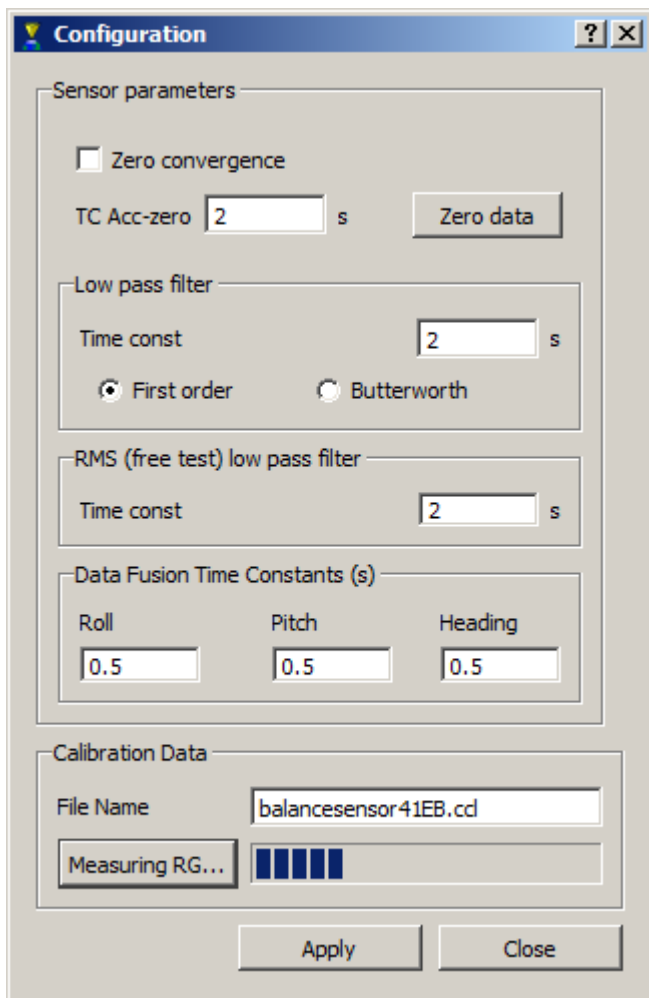 Configuration
Sensor parameters
Zero convergence
TC Acc-zero 2 s Zero data
Low pass filter
Time const 2 s
First order Butterworth
RMS (free test) low pass filter
Time const 2 s
Data Fusion Time Constants (s)
Roll Pitch Heading
0.5 0.5 0.5
Calibration Data
File Name balancesensor41EB.ccl
Measuring RG...
Apply Close